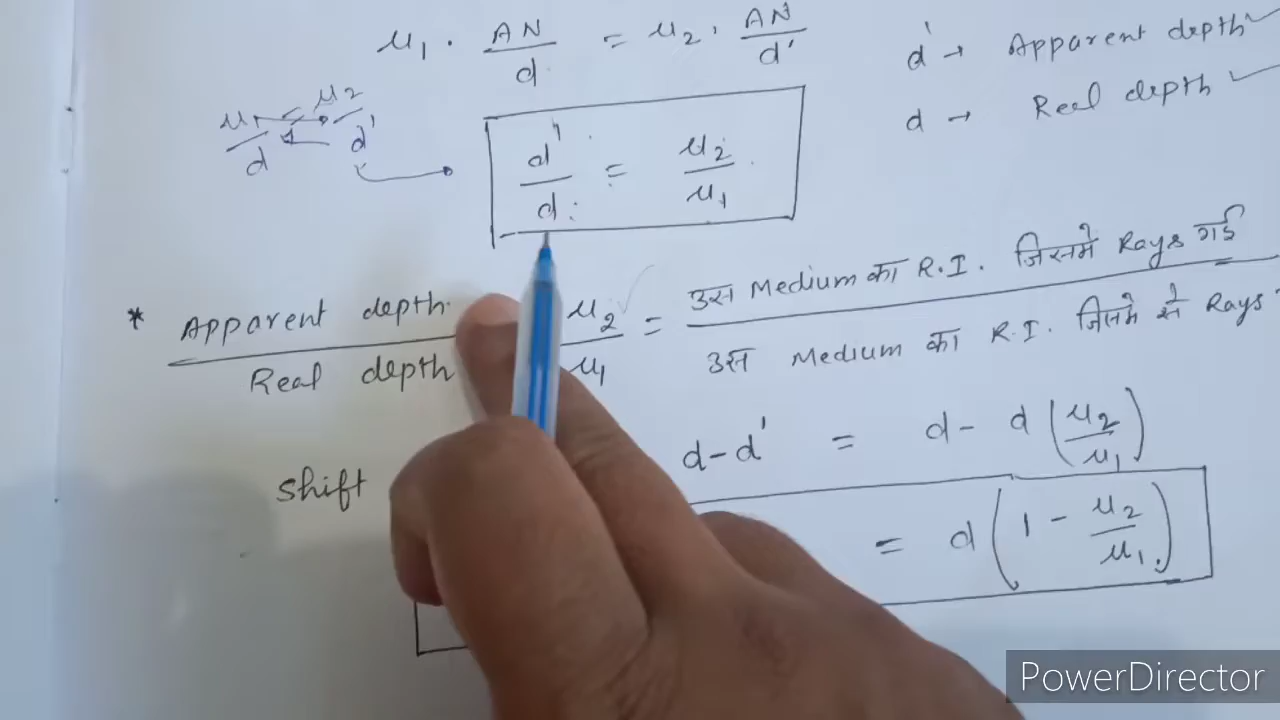 μ₁ . AN/d = μ₂ . AN/d'
d' → Apparent depth
μ₁/d μ₂/d'
d → Real depth
d'/d = μ₂/μ₁
* Apparent depth / Real depth μ₂/μ₁ = उस Medium का R.I. जिसमे Rays गई / उस Medium का R.I. जिसमे से Rays
Shift d-d' = d - d (μ₂/μ₁)
= d (1 - μ₂/μ₁)
PowerDirector